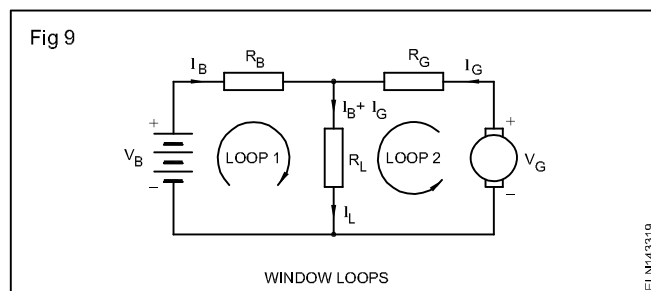 Fig 9
I_B
R_B
R_G
I_G
I_B + I_G
+
V_B
−
LOOP 1
R_L
LOOP 2
+
V_G
−
I_L
WINDOW LOOPS
ELN143319